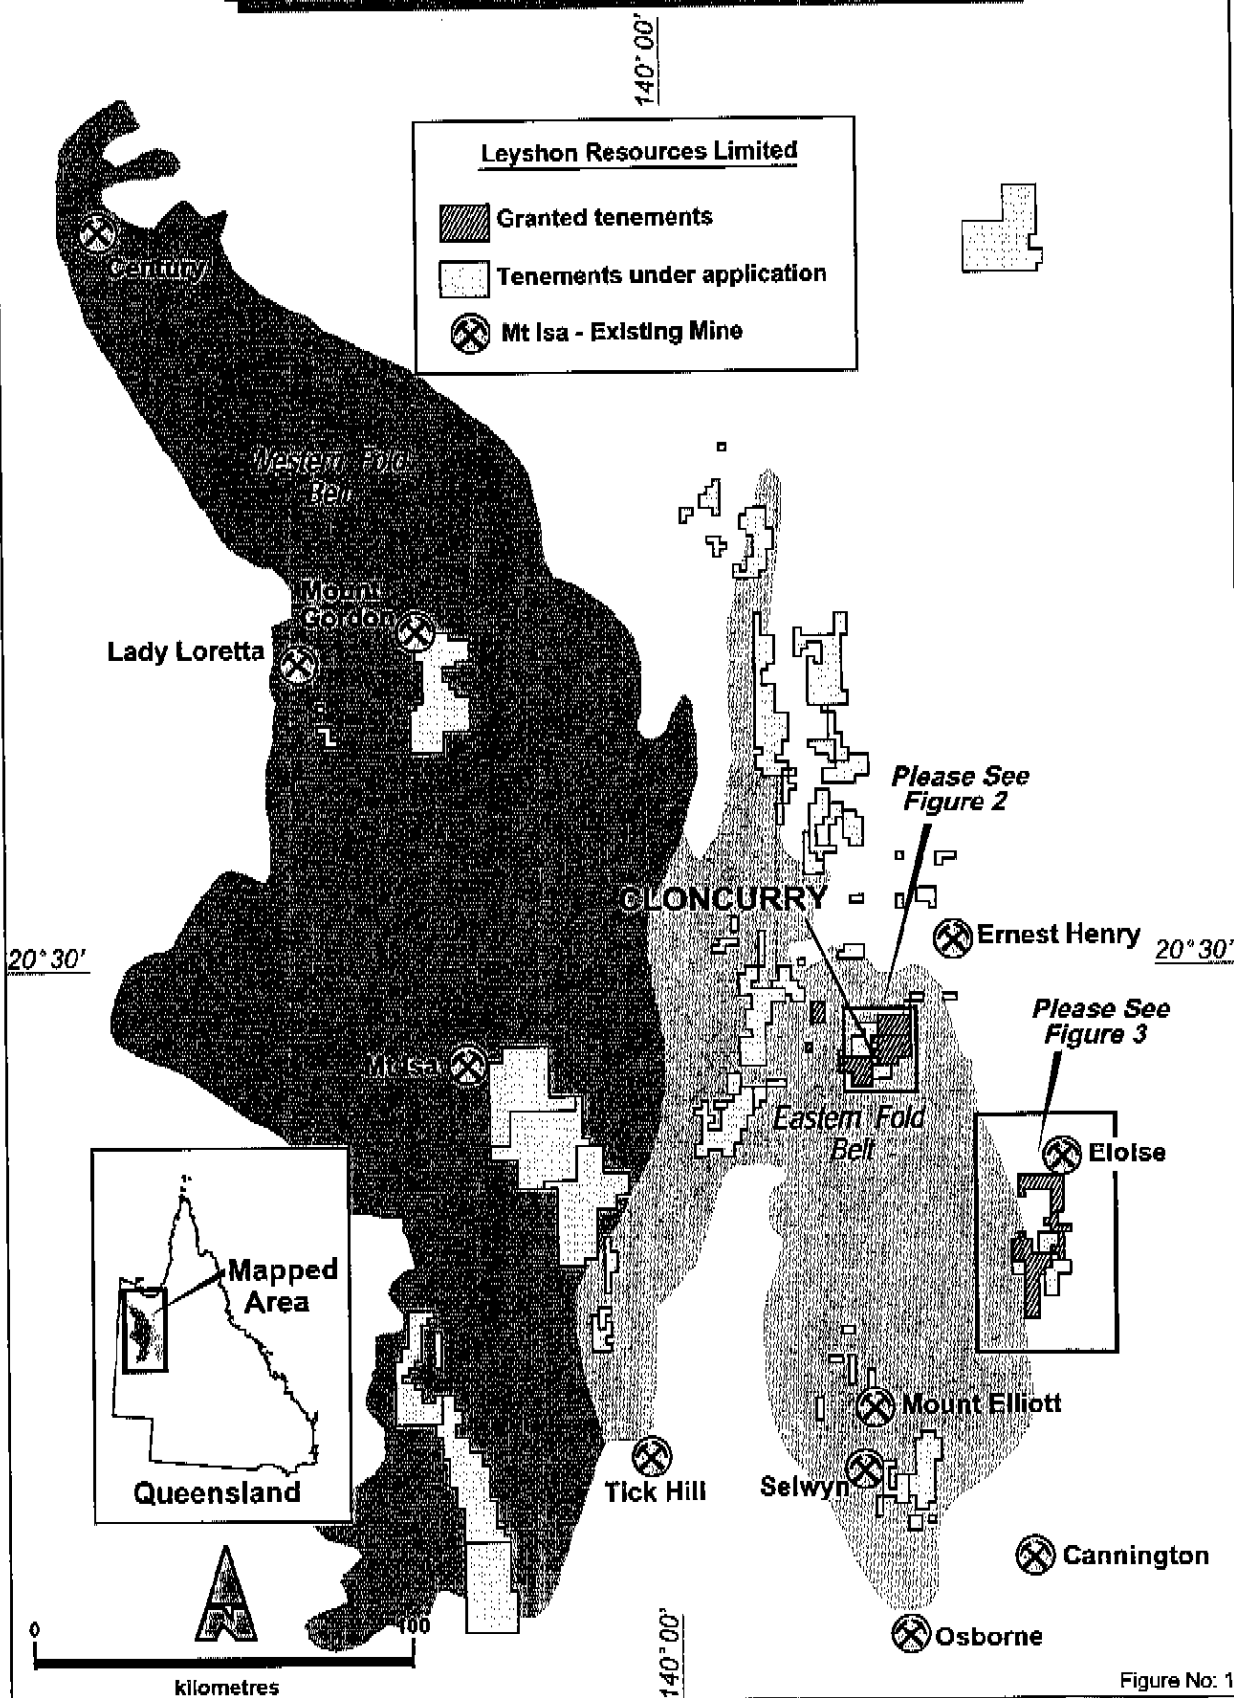 140° 00'
Leyshon Resources Limited
Granted tenements
Tenements under application
Mt Isa - Existing Mine
Century
Western Fold
Belt
Mount
Gordon
Lady Loretta
Please See
Figure 2
CLONCURRY
Ernest Henry
20° 30'
20° 30'
Please See
Figure 3
Mt Isa
Eastern Fold
Belt
Eloise
Mapped
Area
Queensland
Mount Elliott
Selwyn
Tick Hill
Cannington
Osborne
0
100
kilometres
140° 00'
Figure No: 1